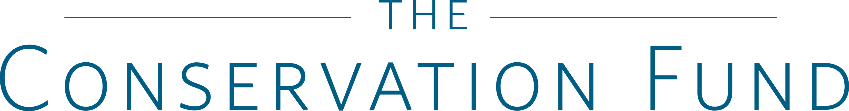 THE
CONSERVATION FUND